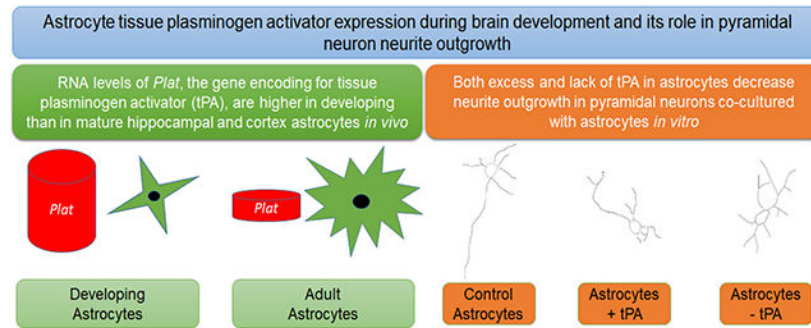 Astrocyte tissue plasminogen activator expression during brain development and its role in pyramidal
neuron neurite outgrowth
RNA levels of Plat, the gene encoding for tissue
plasminogen activator (tPA), are higher in developing
than in mature hippocampal and cortex astrocytes in vivo
Both excess and lack of tPA in astrocytes decrease
neurite outgrowth in pyramidal neurons co-cultured
with astrocytes in vitro
Plat
Plat
Developing
Astrocytes
Adult
Astrocytes
Control
Astrocytes
Astrocytes
+ tPA
Astrocytes
- tPA